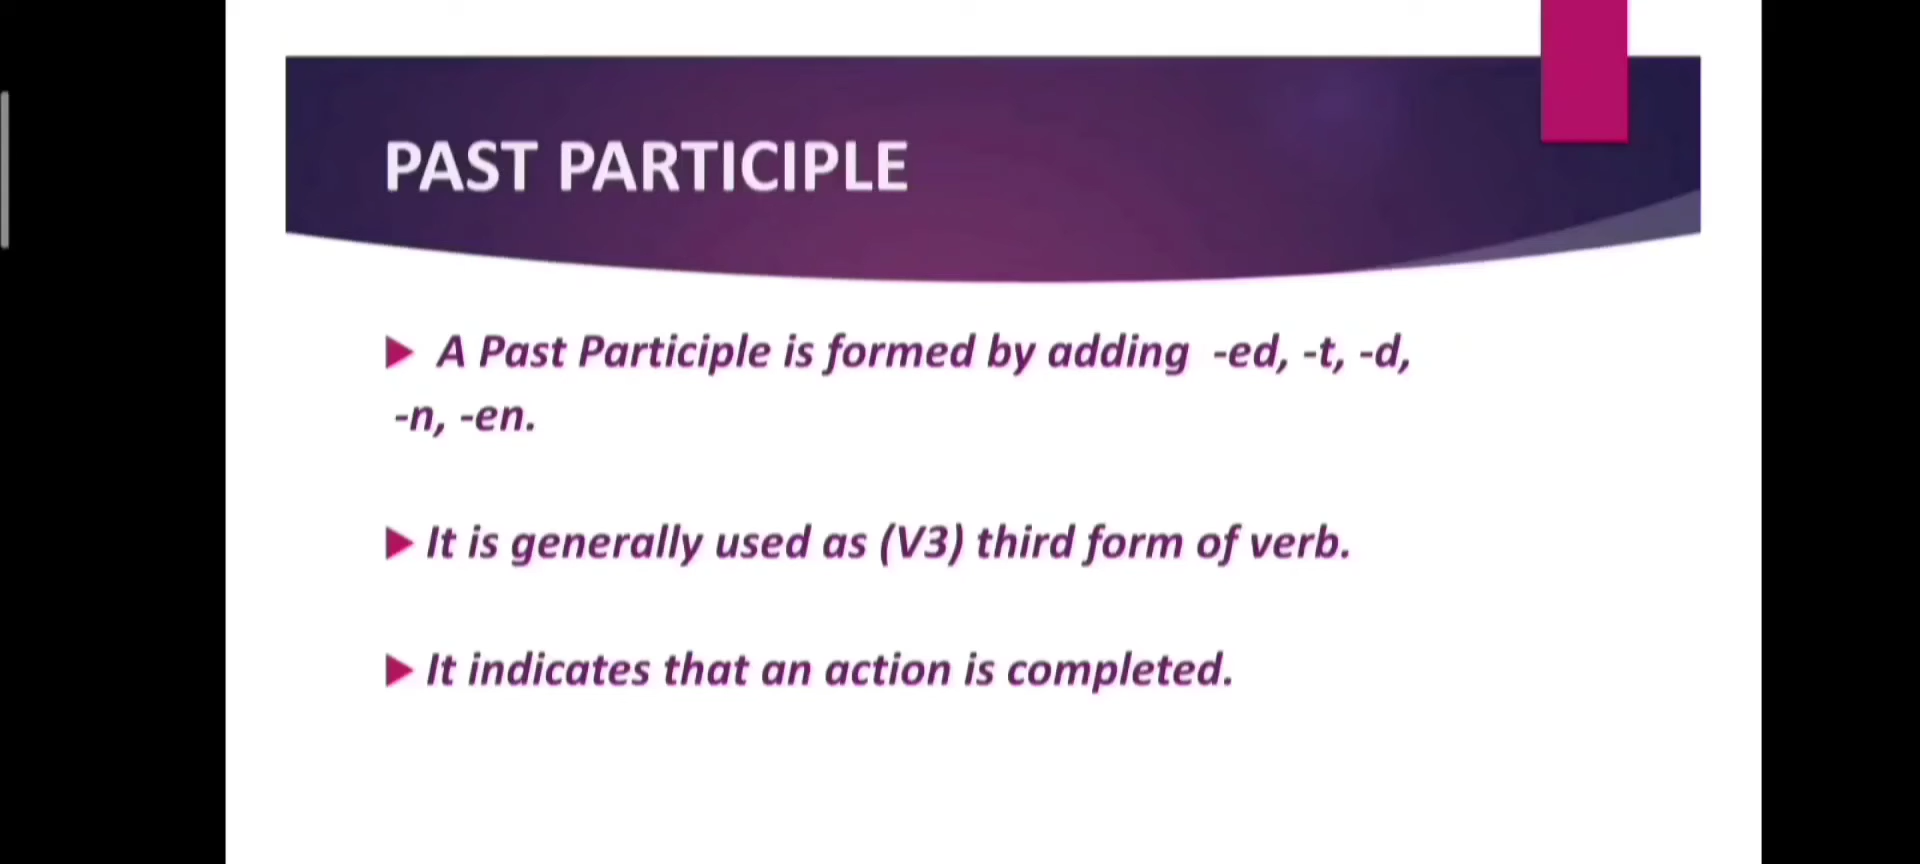 PAST PARTICIPLE
A Past Participle is formed by adding -ed, -t, -d,
-n, -en.
It is generally used as (V3) third form of verb.
It indicates that an action is completed.